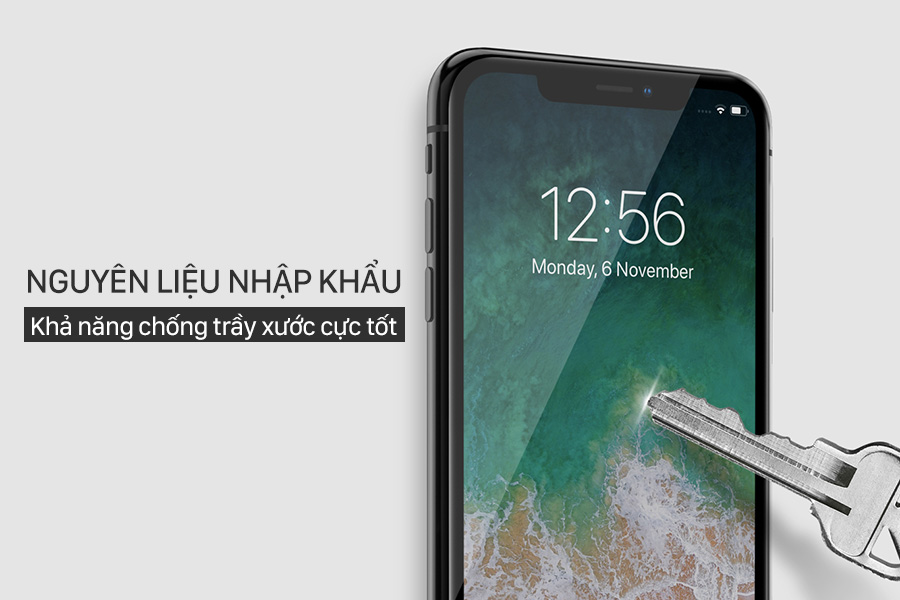 12:56
Monday, 6 November
NGUYÊN LIỆU NHẬP KHẨU
Khả năng chống trầy xước cực tốt